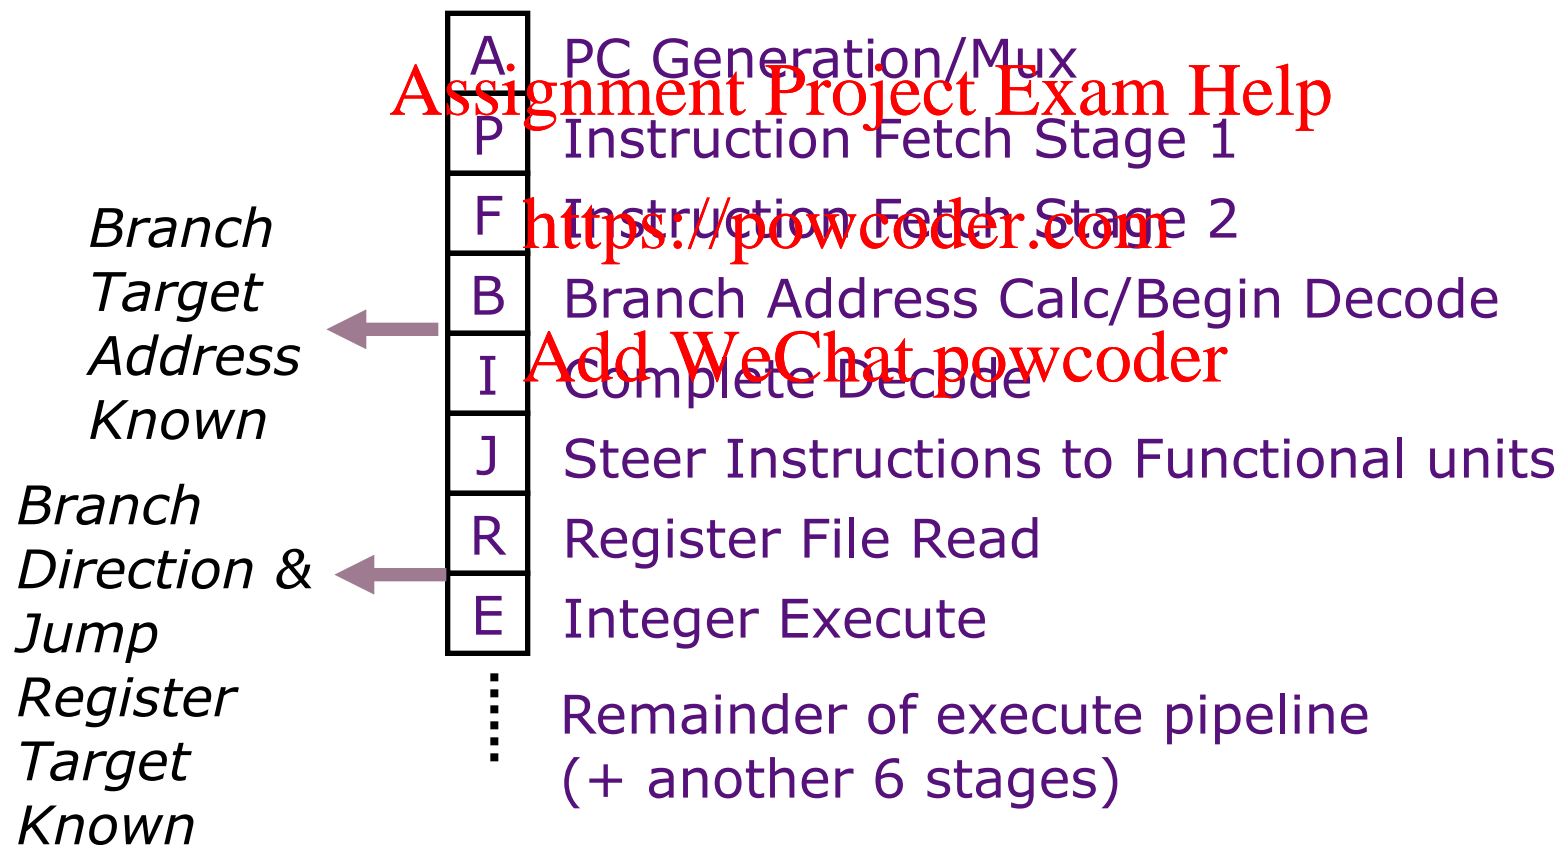 A PC Generation/Mux
Assignment Project Exam Help
P Instruction Fetch Stage 1
F Instruction Fetch Stage 2
https://powcoder.com
B Branch Address Calc/Begin Decode
Add WeChat powcoder
I Complete Decode
J Steer Instructions to Functional units
R Register File Read
E Integer Execute
Remainder of execute pipeline
(+ another 6 stages)
Branch
Target
Address
Known
Branch
Direction &
Jump
Register
Target
Known